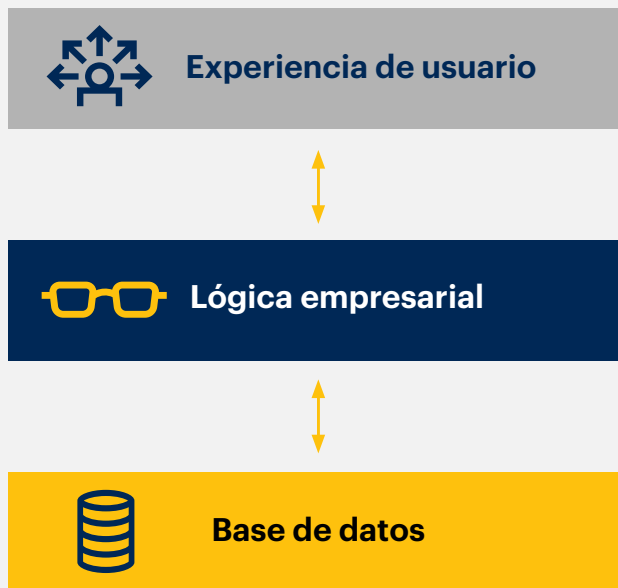 Experiencia de usuario
Lógica empresarial
Base de datos